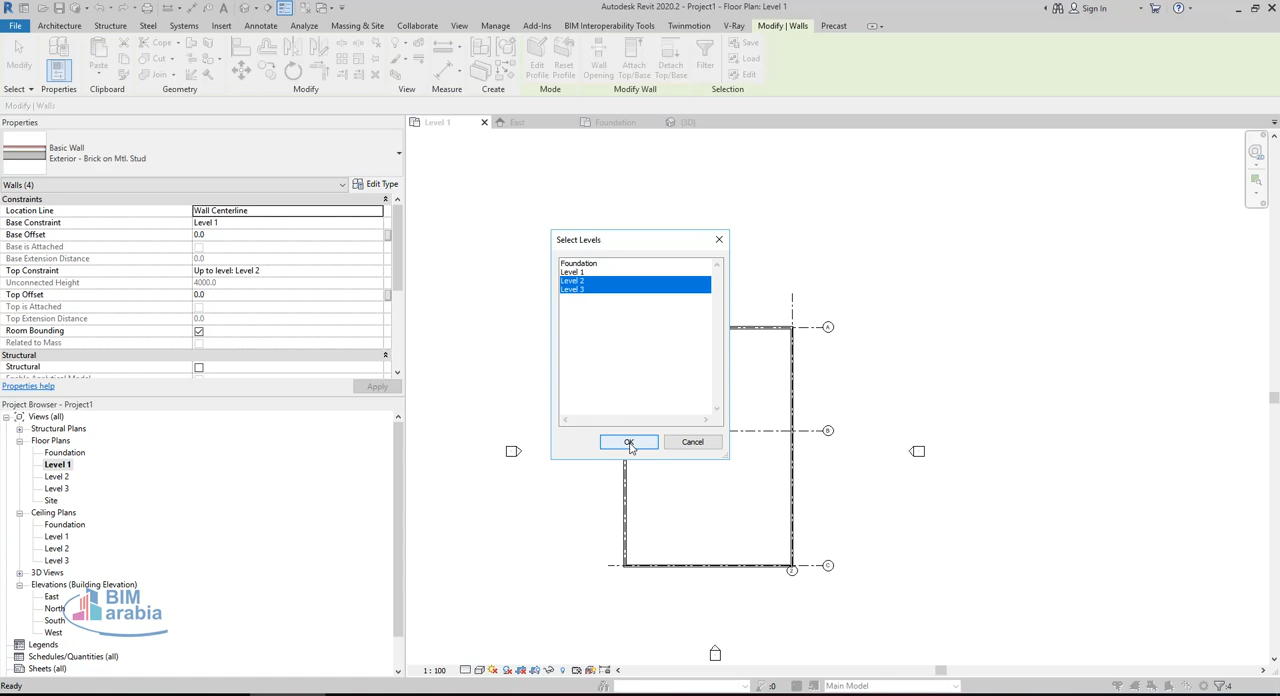 Autodesk Revit 2020.2 - Project1 - Floor Plan: Level 1
Sign In
File Architecture Structure Steel Systems Insert Annotate Analyze Massing & Site Collaborate View Manage Add-Ins BIM Interoperability Tools Twinmotion V-Ray Modify | Walls Precast
Modify Paste Cope Cut Join Edit Profile Reset Profile Wall Opening Attach Top/Base Detach Top/Base Filter Save Load Edit
Select Properties Clipboard Geometry Modify View Measure Create Mode Modify Wall Selection
Modify | Walls
Properties
Level 1 East Foundation {3D}
Basic Wall
Exterior - Brick on Mtl. Stud
Walls (4) Edit Type
Constraints
Location Line Wall Centerline
Base Constraint Level 1
Base Offset 0.0
Base is Attached
Base Extension Distance 0.0
Top Constraint Up to level: Level 2
Unconnected Height 4000.0
Top Offset 0.0
Top is Attached
Top Extension Distance 0.0
Room Bounding
Related to Mass
Structural
Structural
Enable Analytical Model
Properties help Apply
Select Levels
Foundation
Level 1
Level 2
Level 3
OK Cancel
A
B
C
2
Project Browser - Project1
Views (all)
Structural Plans
Floor Plans
Foundation
Level 1
Level 2
Level 3
Site
Ceiling Plans
Foundation
Level 1
Level 2
Level 3
3D Views
Elevations (Building Elevation)
East
North
South
West
Legends
Schedules/Quantities (all)
Sheets (all)
BIM
arabia
1 : 100
Ready
:0
Main Model
:4